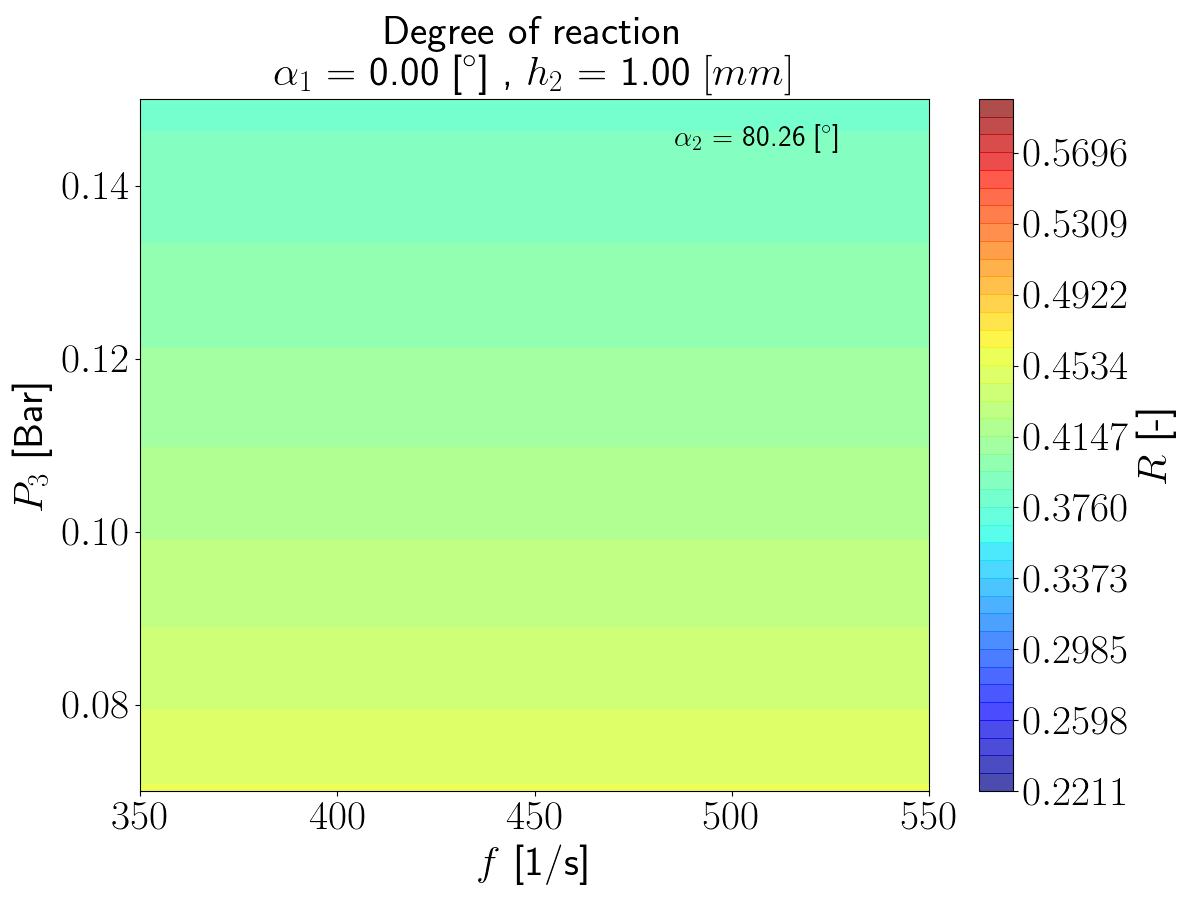 Degree of reaction
α₁ = 0.00 [°] , h₂ = 1.00 [mm]
α₂ = 80.26 [°]
0.14
0.12
0.10
0.08
P₃ [Bar]
350 400 450 500 550
f [1/s]
0.5696
0.5309
0.4922
0.4534
0.4147
0.3760
0.3373
0.2985
0.2598
0.2211
R [-]